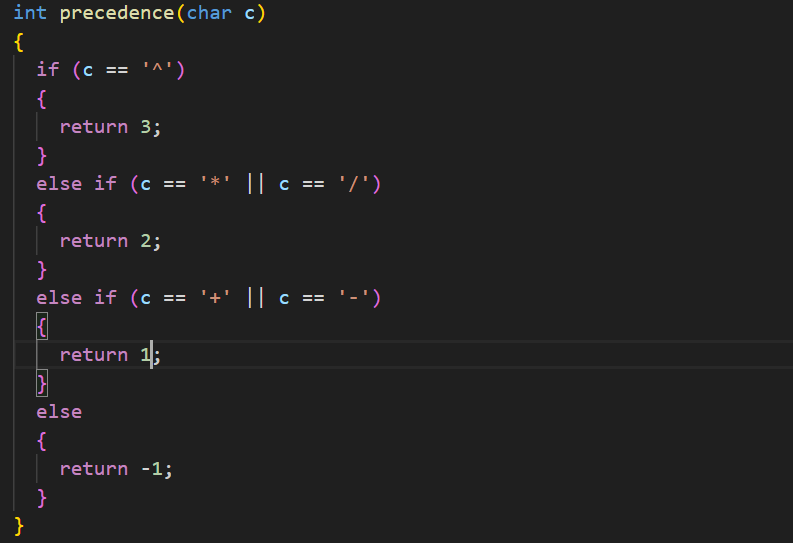 int precedence(char c)
{
  if (c == '^')
  {
    return 3;
  }
  else if (c == '*' || c == '/')
  {
    return 2;
  }
  else if (c == '+' || c == '-')
  {
    return 1;
  }
  else
  {
    return -1;
  }
}